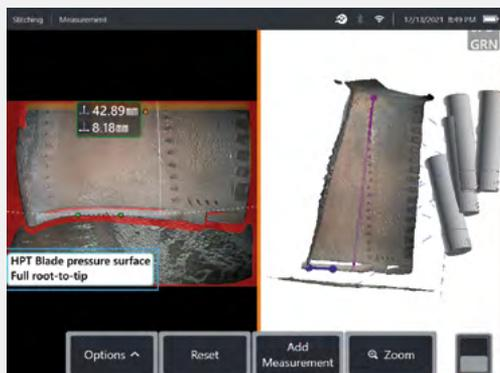 Stitching Measurement 12/13/2021 8:49 PM
GRN
42.89mm
8.18mm
HPT Blade pressure surface
Full root-to-tip
Options Reset Add Measurement Zoom